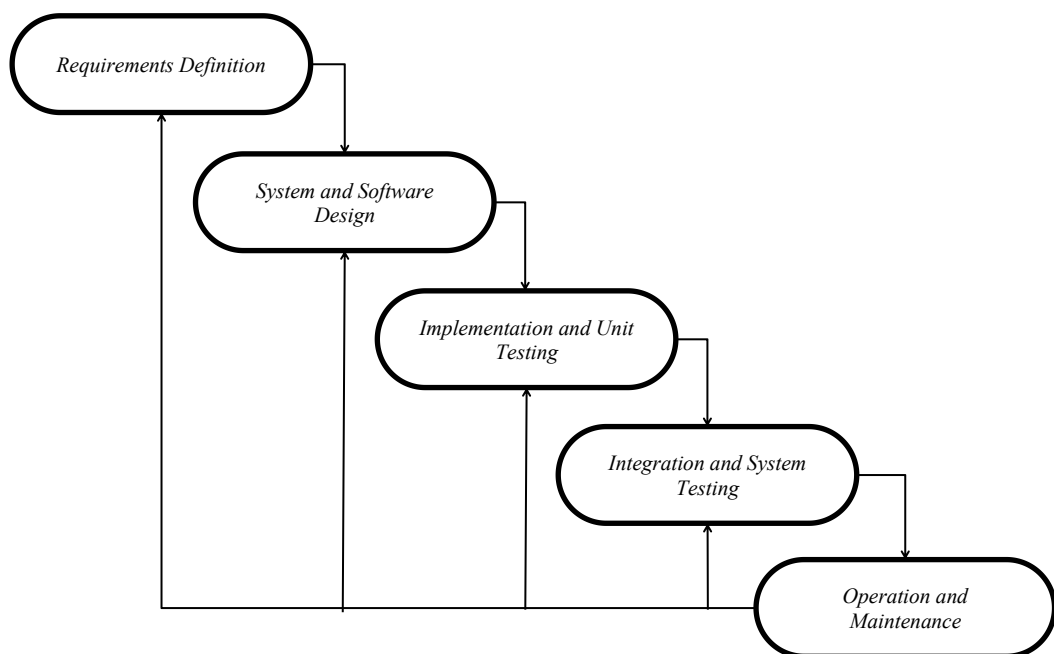 Requirements Definition
System and Software
Design
Implementation and Unit
Testing
Integration and System
Testing
Operation and
Maintenance